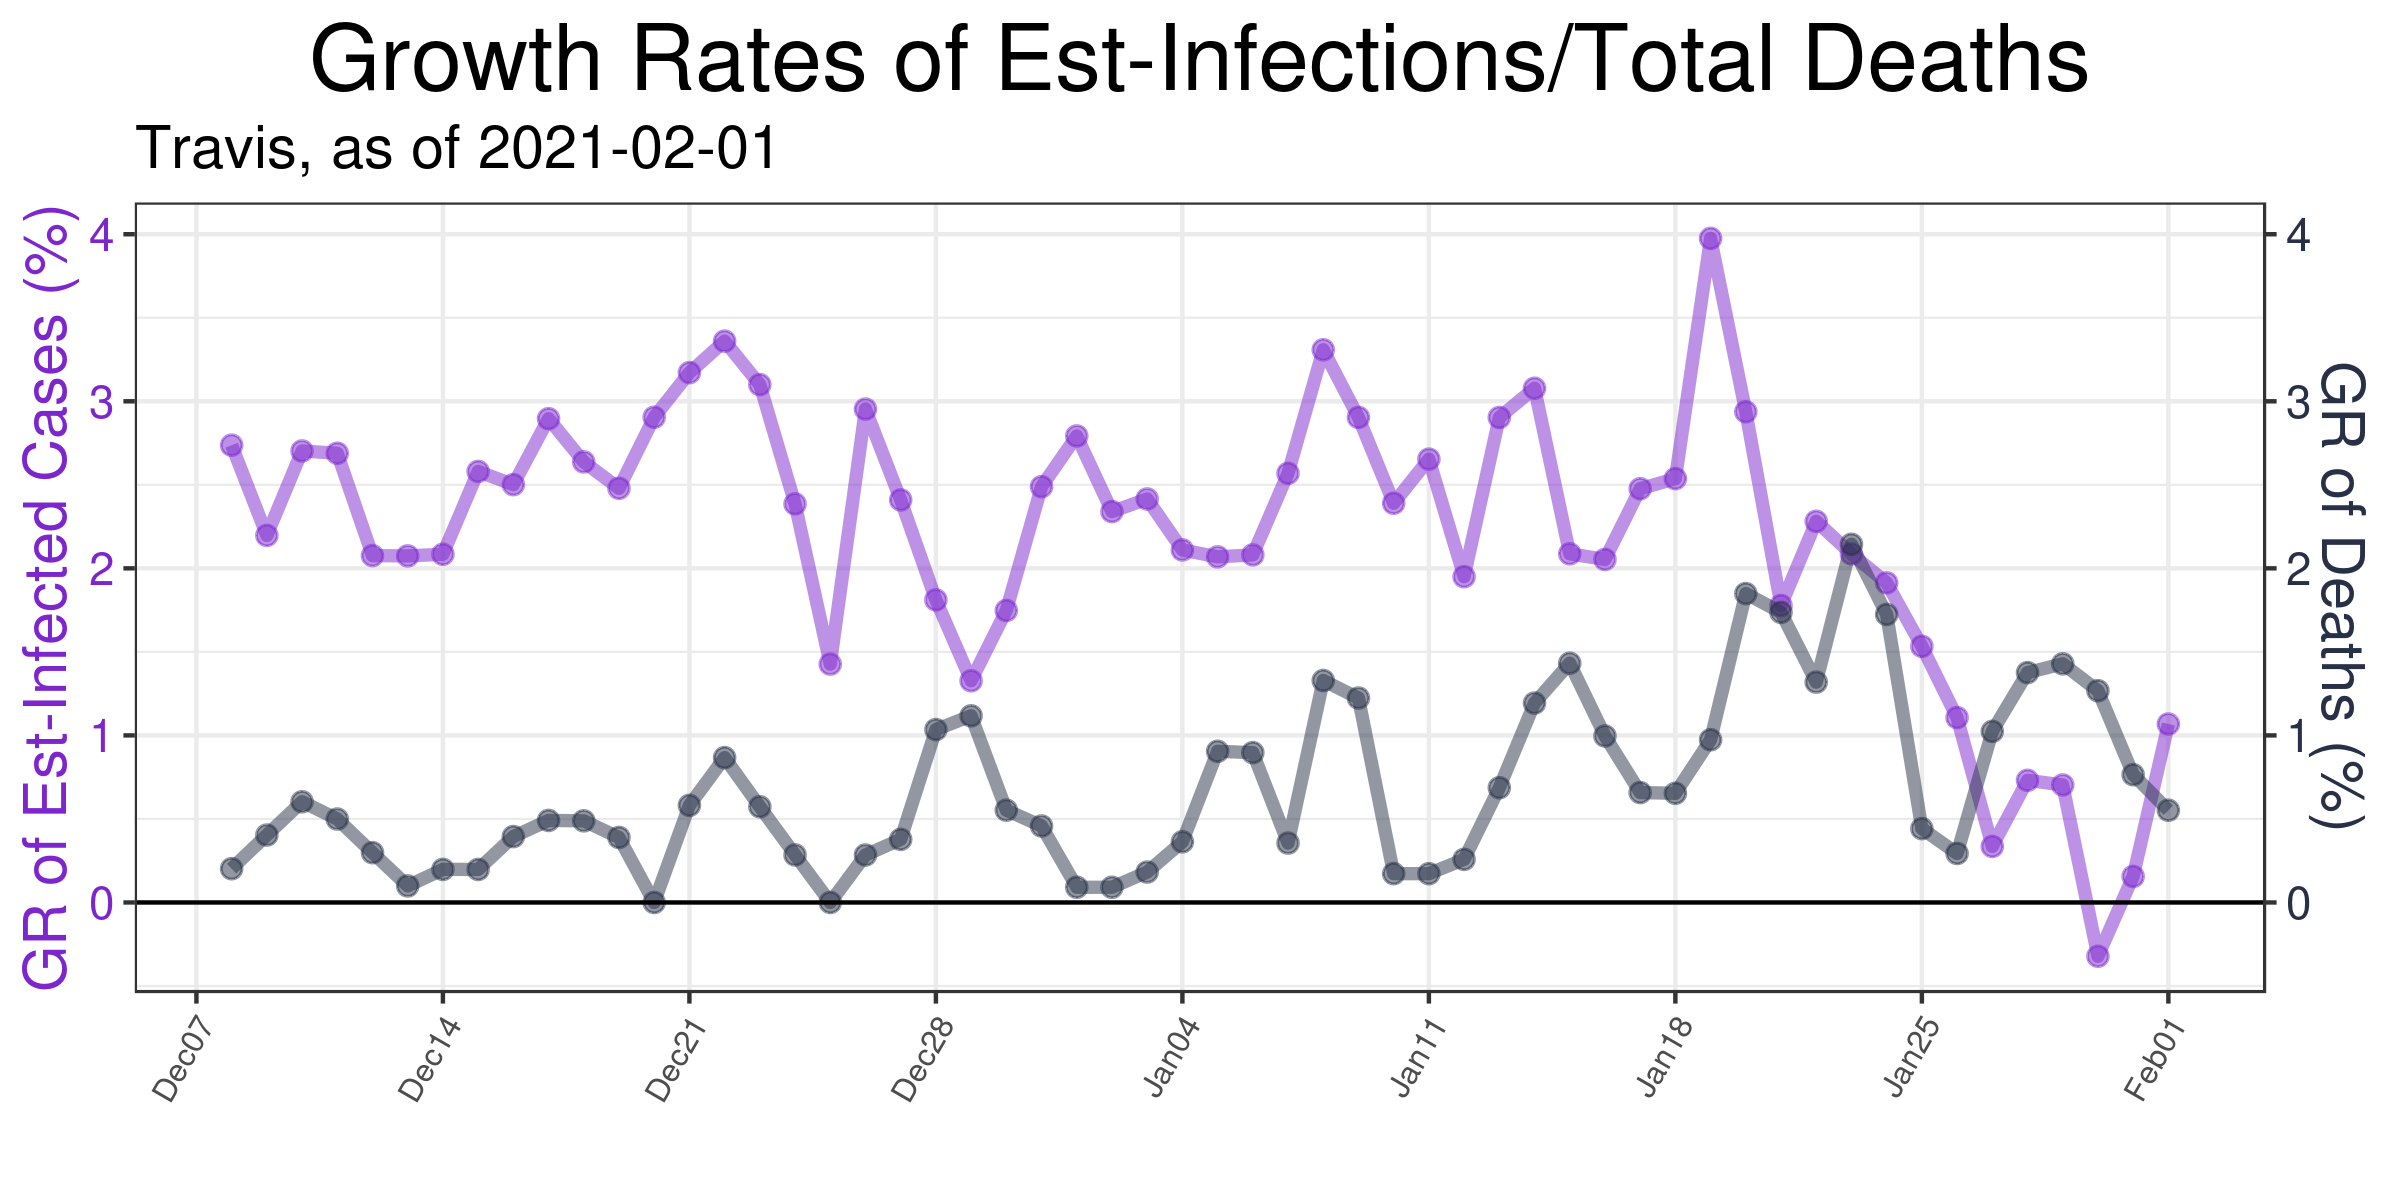 Growth Rates of Est-Infections/Total Deaths
Travis, as of 2021-02-01
GR of Est-Infected Cases (%)
4
3
2
1
0
4
3
2
1
0
GR of Deaths (%)
Dec07
Dec14
Dec21
Dec28
Jan04
Jan11
Jan18
Jan25
Feb01